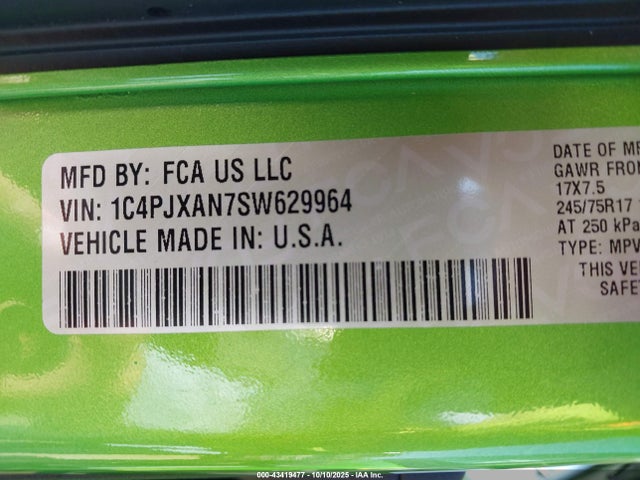 MFD BY: FCA US LLC
VIN: 1C4PJXAN7SW629964
VEHICLE MADE IN: U.S.A.
DATE OF MF
GAWR FRON
17X7.5
245/75R17
AT 250 kPa
TYPE: MPV
THIS VE
SAFET
000-43419477 - 10/10/2025 - IAA Inc.